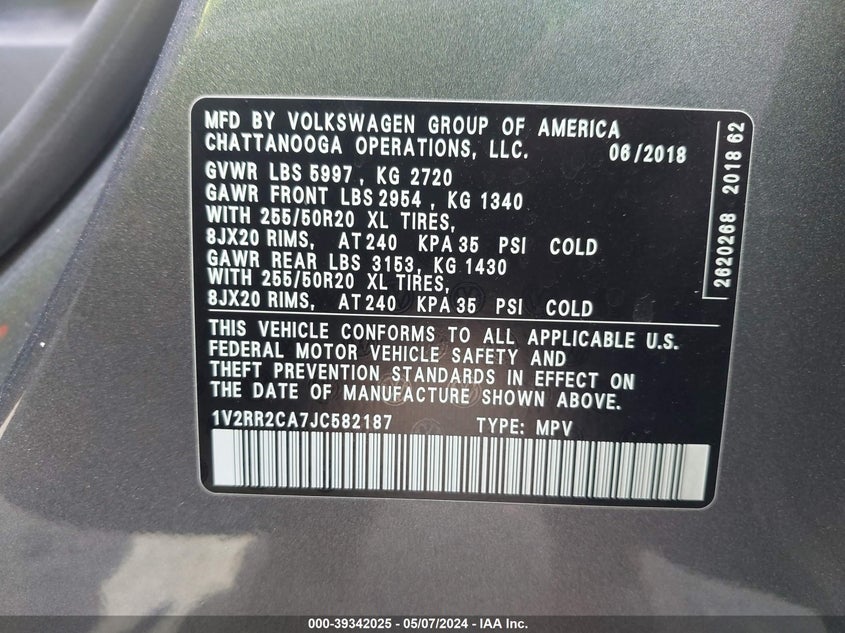 MFD BY VOLKSWAGEN GROUP OF AMERICA
CHATTANOOGA OPERATIONS, LLC. 06/2018
GVWR LBS 5997, KG 2720
GAWR FRONT LBS 2954, KG 1340
WITH 255/50R20 XL TIRES,
8JX20 RIMS, AT 240 KPA 35 PSI COLD
GAWR REAR LBS 3153, KG 1430
WITH 255/50R20 XL TIRES,
8JX20 RIMS, AT 240 KPA 35 PSI COLD
2620268 2018 62
THIS VEHICLE CONFORMS TO ALL APPLICABLE U.S.
FEDERAL MOTOR VEHICLE SAFETY AND
THEFT PREVENTION STANDARDS IN EFFECT ON
THE DATE OF MANUFACTURE SHOWN ABOVE.
1V2RR2CA7JC582187 TYPE: MPV
000-39342025 - 05/07/2024 - IAA Inc.